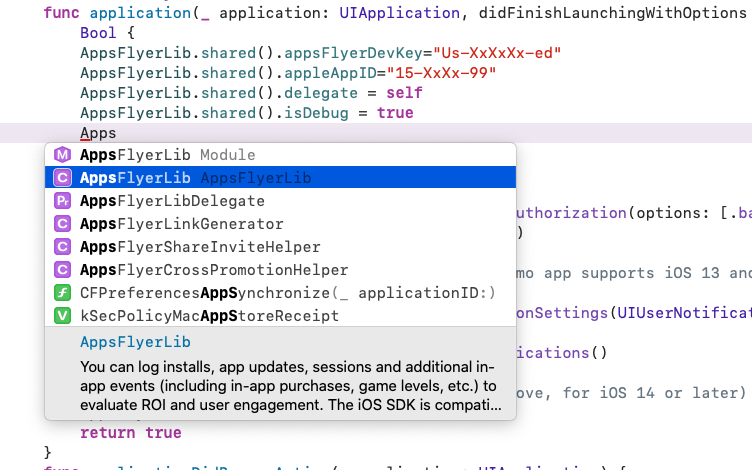 func application(_ application: UIApplication, didFinishLaunchingWithOptions
Bool {
AppsFlyerLib.shared().appsFlyerDevKey="Us-XxXxXx-ed"
AppsFlyerLib.shared().appleAppID="15-XxXx-99"
AppsFlyerLib.shared().delegate = self
AppsFlyerLib.shared().isDebug = true
Apps
AppsFlyerLib Module
AppsFlyerLib AppsFlyerLib
AppsFlyerLibDelegate
uthorization(options: [.ba
AppsFlyerLinkGenerator
)
AppsFlyerShareInviteHelper
AppsFlyerCrossPromotionHelper
mo app supports iOS 13 and
CFPreferencesAppSynchronize(_ applicationID:)
kSecPolicyMacAppStoreReceipt
onSettings(UIUserNotificat
AppsFlyerLib
ications()
You can log installs, app updates, sessions and additional in-
app events (including in-app purchases, game levels, etc.) to
ove, for iOS 14 or later)
evaluate ROI and user engagement. The iOS SDK is compati...
return true
}